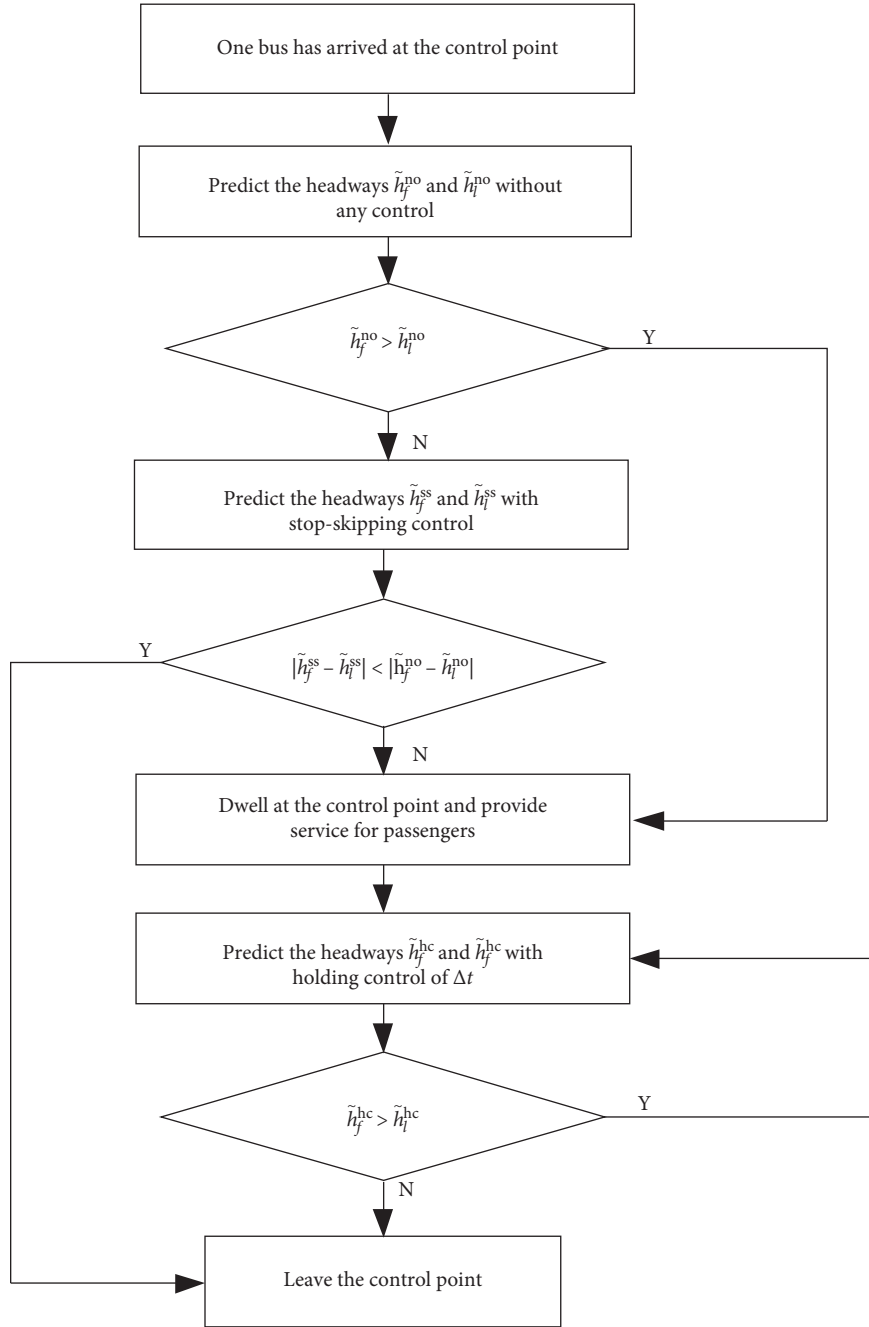 One bus has arrived at the control point
Predict the headways h̃_f^no and h̃_l^no without
any control
h̃_f^no > h̃_l^no
Y
N
Predict the headways h̃_f^ss and h̃_l^ss with
stop-skipping control
Y
|h̃_f^ss – h̃_l^ss| < |h̃_f^no – h̃_l^no|
N
Dwell at the control point and provide
service for passengers
Predict the headways h̃_f^hc and h̃_f^hc with
holding control of Δt
h̃_f^hc > h̃_l^hc
Y
N
Leave the control point